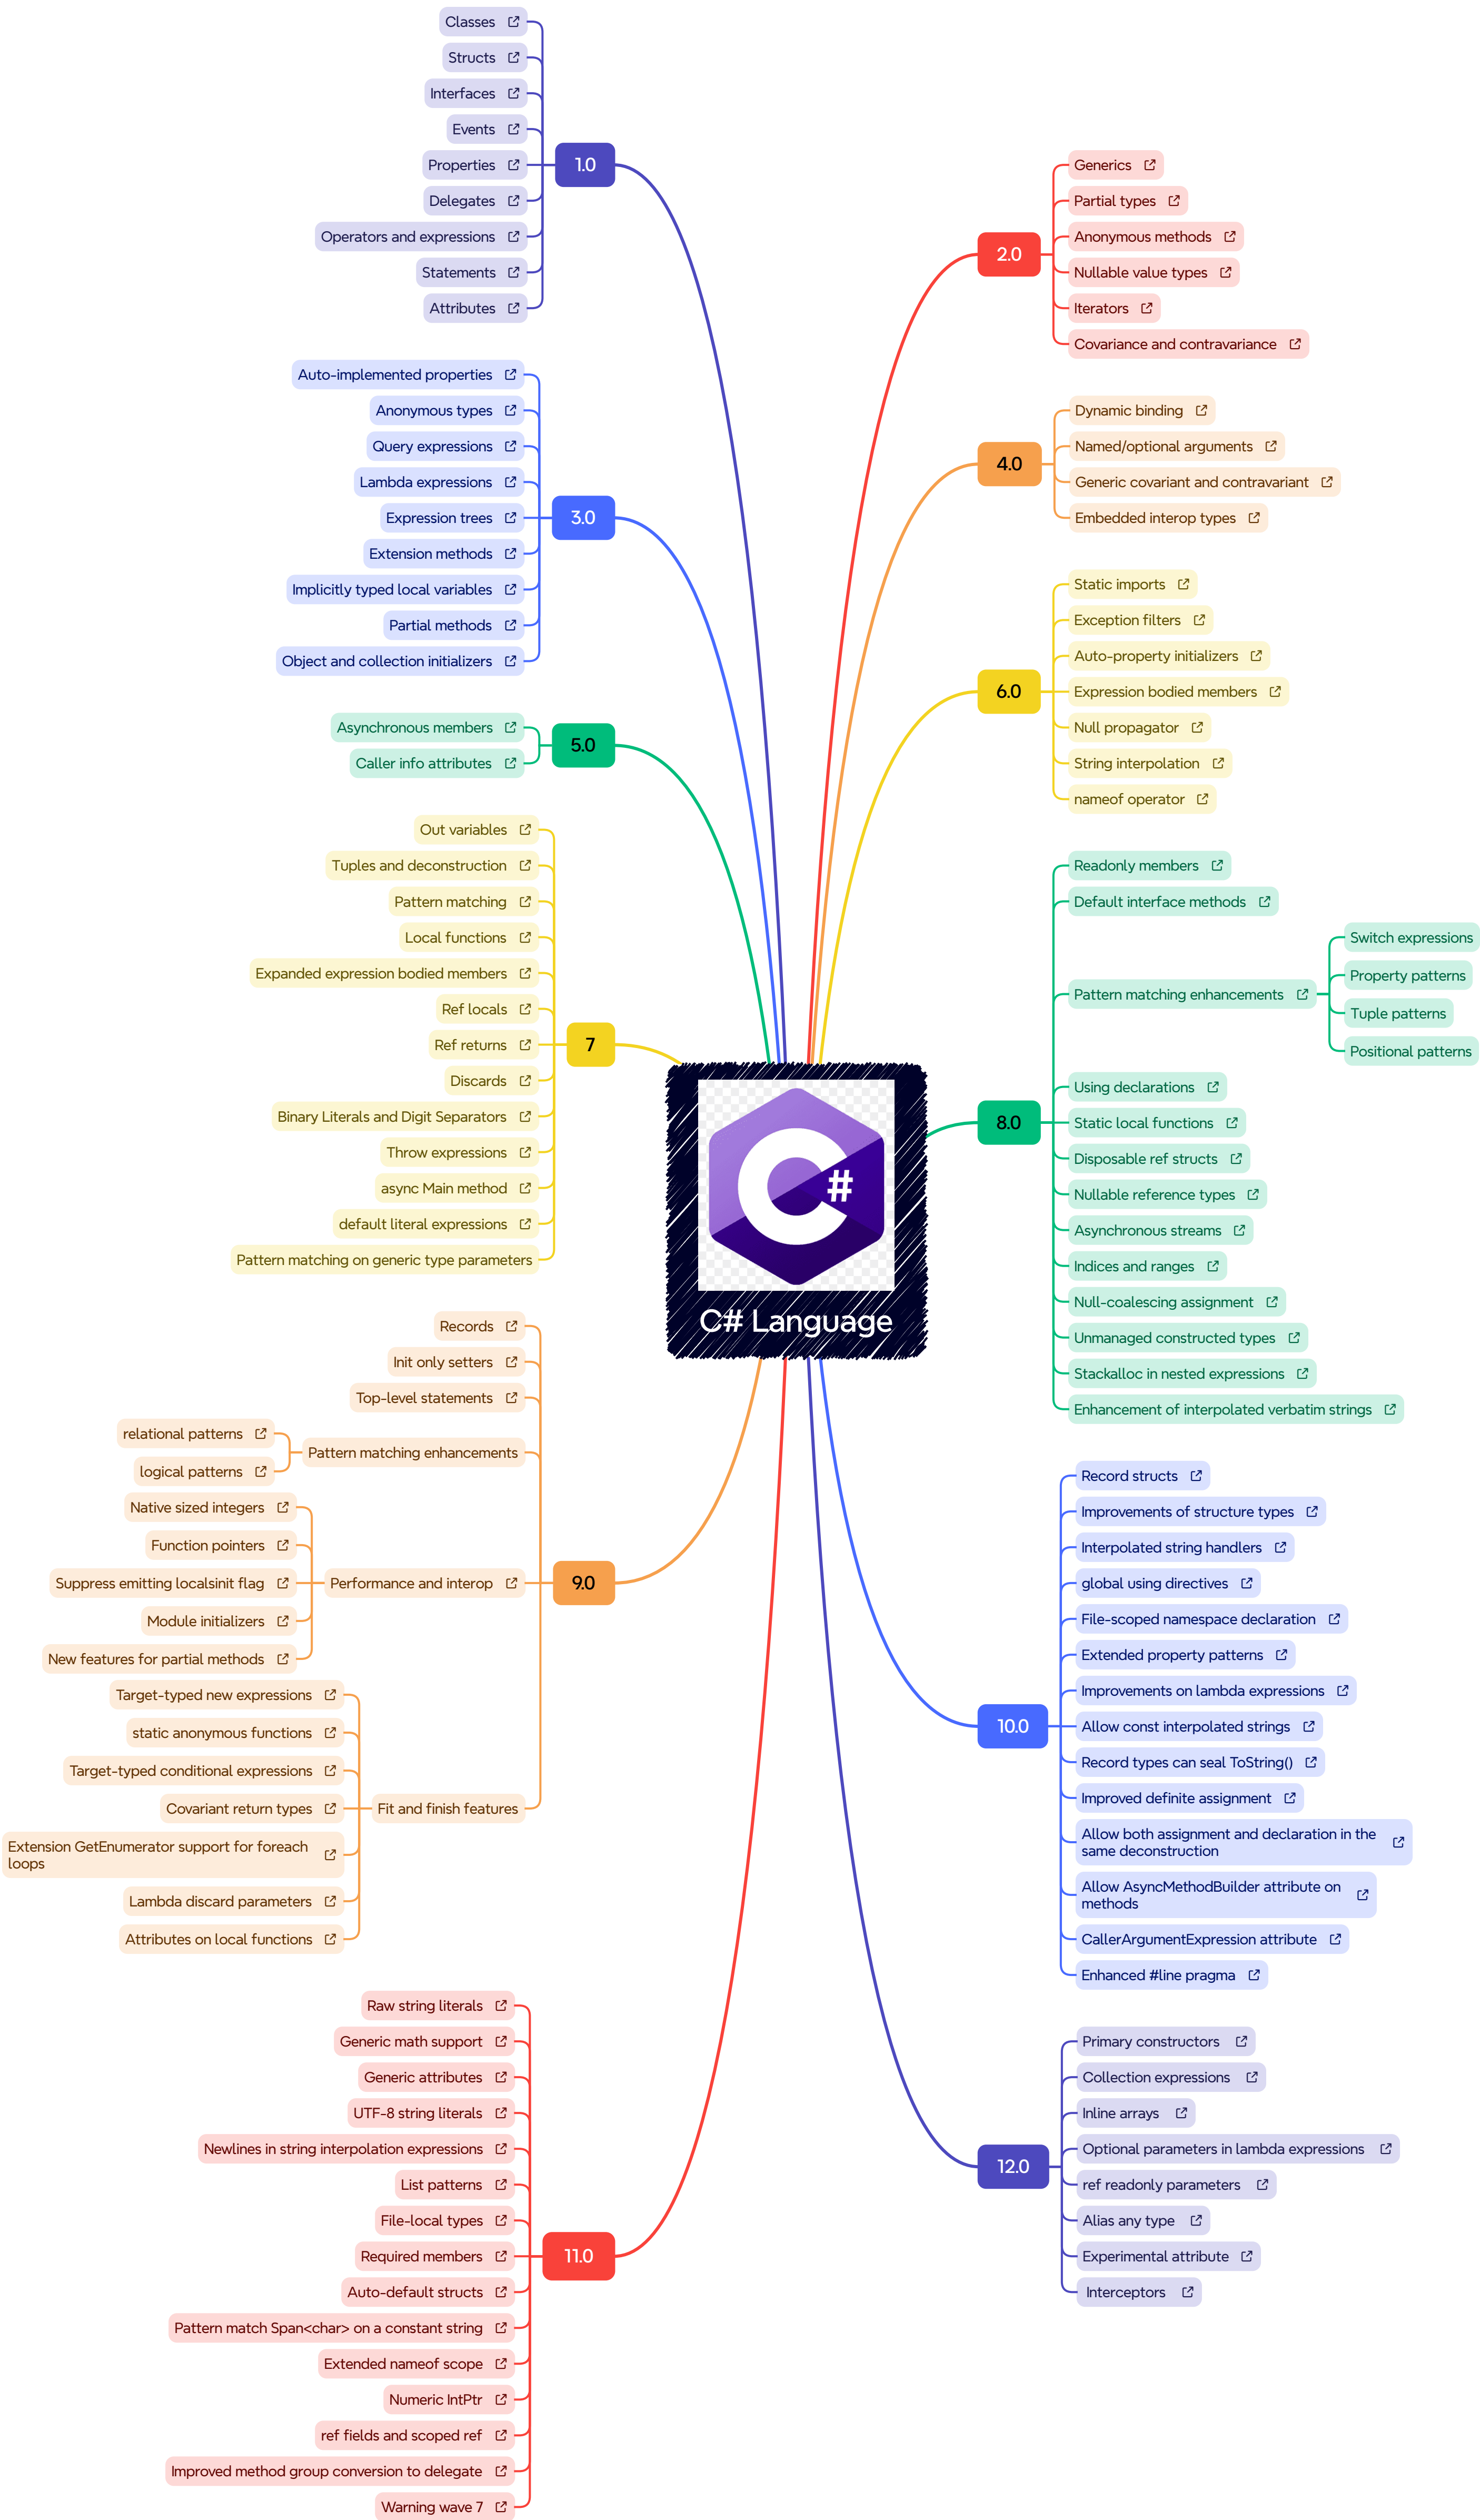 Classes
Structs
Interfaces
Events
Properties
Delegates
Operators and expressions
Statements
Attributes
1.0
Generics
Partial types
Anonymous methods
Nullable value types
Iterators
Covariance and contravariance
2.0
Auto-implemented properties
Anonymous types
Query expressions
Lambda expressions
Expression trees
Extension methods
Implicitly typed local variables
Partial methods
Object and collection initializers
3.0
Dynamic binding
Named/optional arguments
Generic covariant and contravariant
Embedded interop types
4.0
Asynchronous members
Caller info attributes
5.0
Static imports
Exception filters
Auto-property initializers
Expression bodied members
Null propagator
String interpolation
nameof operator
6.0
Out variables
Tuples and deconstruction
Pattern matching
Local functions
Expanded expression bodied members
Ref locals
Ref returns
Discards
Binary Literals and Digit Separators
Throw expressions
async Main method
default literal expressions
Pattern matching on generic type parameters
7
Readonly members
Default interface methods
Pattern matching enhancements
Switch expressions
Property patterns
Tuple patterns
Positional patterns
Using declarations
Static local functions
Disposable ref structs
Nullable reference types
Asynchronous streams
Indices and ranges
Null-coalescing assignment
Unmanaged constructed types
Stackalloc in nested expressions
Enhancement of interpolated verbatim strings
8.0
C#
C# Language
Records
Init only setters
Top-level statements
Pattern matching enhancements
relational patterns
logical patterns
Performance and interop
Native sized integers
Function pointers
Suppress emitting localsinit flag
Module initializers
New features for partial methods
Fit and finish features
Target-typed new expressions
static anonymous functions
Target-typed conditional expressions
Covariant return types
Extension GetEnumerator support for foreach
loops
Lambda discard parameters
Attributes on local functions
9.0
Record structs
Improvements of structure types
Interpolated string handlers
global using directives
File-scoped namespace declaration
Extended property patterns
Improvements on lambda expressions
Allow const interpolated strings
Record types can seal ToString()
Improved definite assignment
Allow both assignment and declaration in the
same deconstruction
Allow AsyncMethodBuilder attribute on
methods
CallerArgumentExpression attribute
Enhanced #line pragma
10.0
Raw string literals
Generic math support
Generic attributes
UTF-8 string literals
Newlines in string interpolation expressions
List patterns
File-local types
Required members
Auto-default structs
Pattern match Span<char> on a constant string
Extended nameof scope
Numeric IntPtr
ref fields and scoped ref
Improved method group conversion to delegate
Warning wave 7
11.0
Primary constructors
Collection expressions
Inline arrays
Optional parameters in lambda expressions
ref readonly parameters
Alias any type
Experimental attribute
Interceptors
12.0